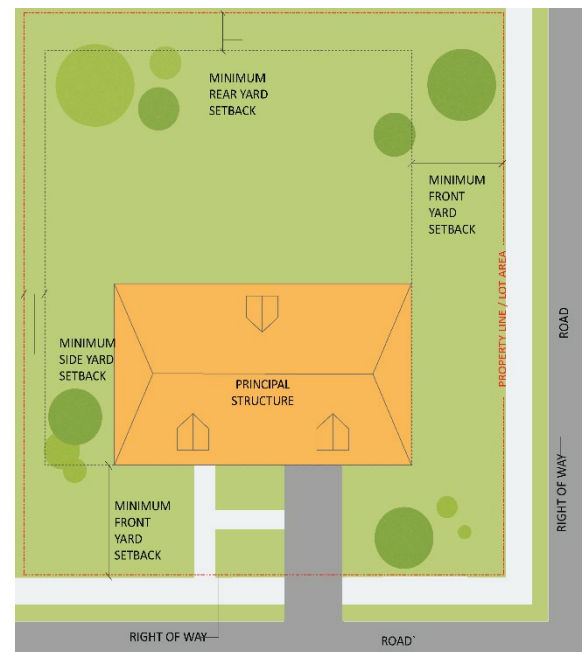 MINIMUM
REAR YARD
SETBACK
MINIMUM
FRONT
YARD
SETBACK
PROPERTY LINE / LOT AREA
ROAD
MINIMUM
SIDE YARD
SETBACK
PRINCIPAL
STRUCTURE
RIGHT OF WAY
MINIMUM
FRONT
YARD
SETBACK
RIGHT OF WAY
ROAD`